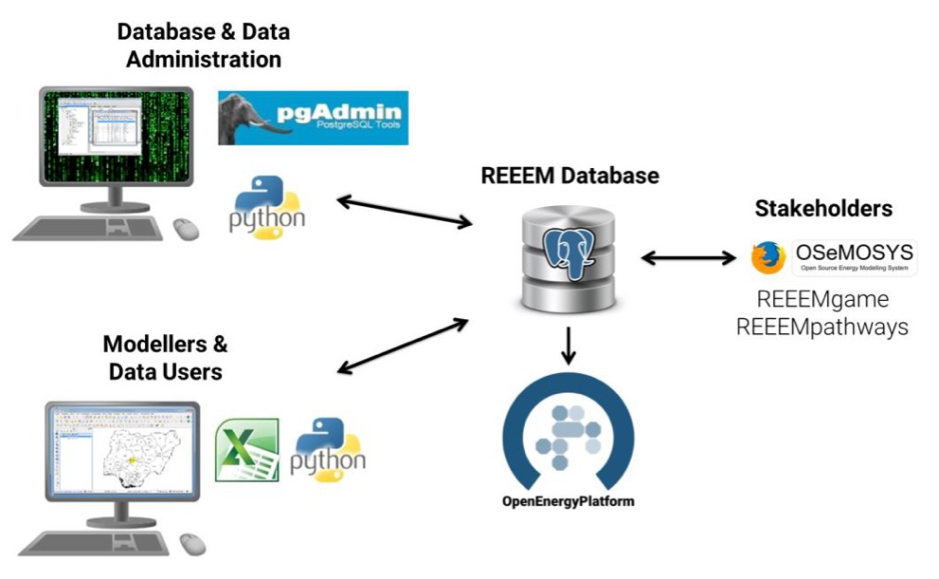 Database & Data
Administration
pgAdmin
PostgreSQL Tools
python
REEEM Database
Stakeholders
OSeMOSYS
Open Source Energy Modelling System
REEEMgame
REEEMpathways
Modellers &
Data Users
python
OpenEnergyPlatform